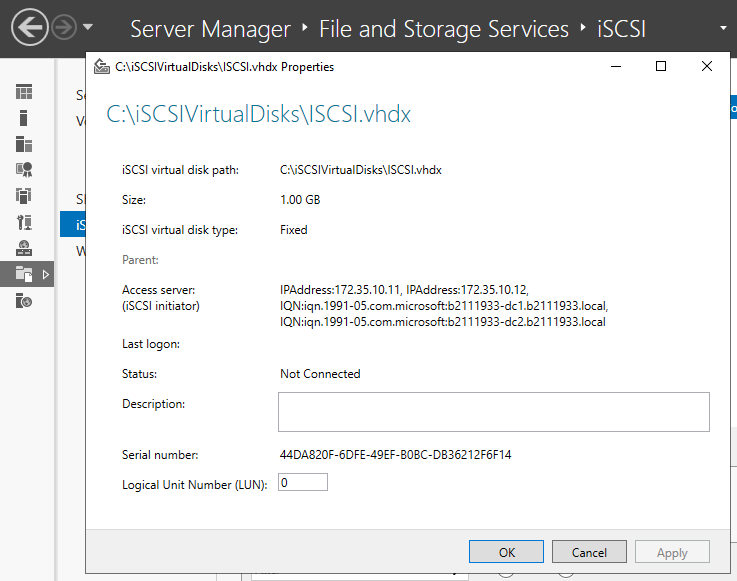 Server Manager ‣ File and Storage Services ‣ iSCSI
C:\iSCSIVirtualDisks\ISCSI.vhdx Properties
C:\iSCSIVirtualDisks\ISCSI.vhdx
iSCSI virtual disk path: C:\iSCSIVirtualDisks\ISCSI.vhdx
Size: 1.00 GB
iSCSI virtual disk type: Fixed
Parent:
Access server: IPAddress:172.35.10.11, IPAddress:172.35.10.12,
(iSCSI initiator) IQN:iqn.1991-05.com.microsoft:b2111933-dc1.b2111933.local,
IQN:iqn.1991-05.com.microsoft:b2111933-dc2.b2111933.local
Last logon:
Status: Not Connected
Description:
Serial number: 44DA820F-6DFE-49EF-B0BC-DB36212F6F14
Logical Unit Number (LUN): 0
OK Cancel Apply